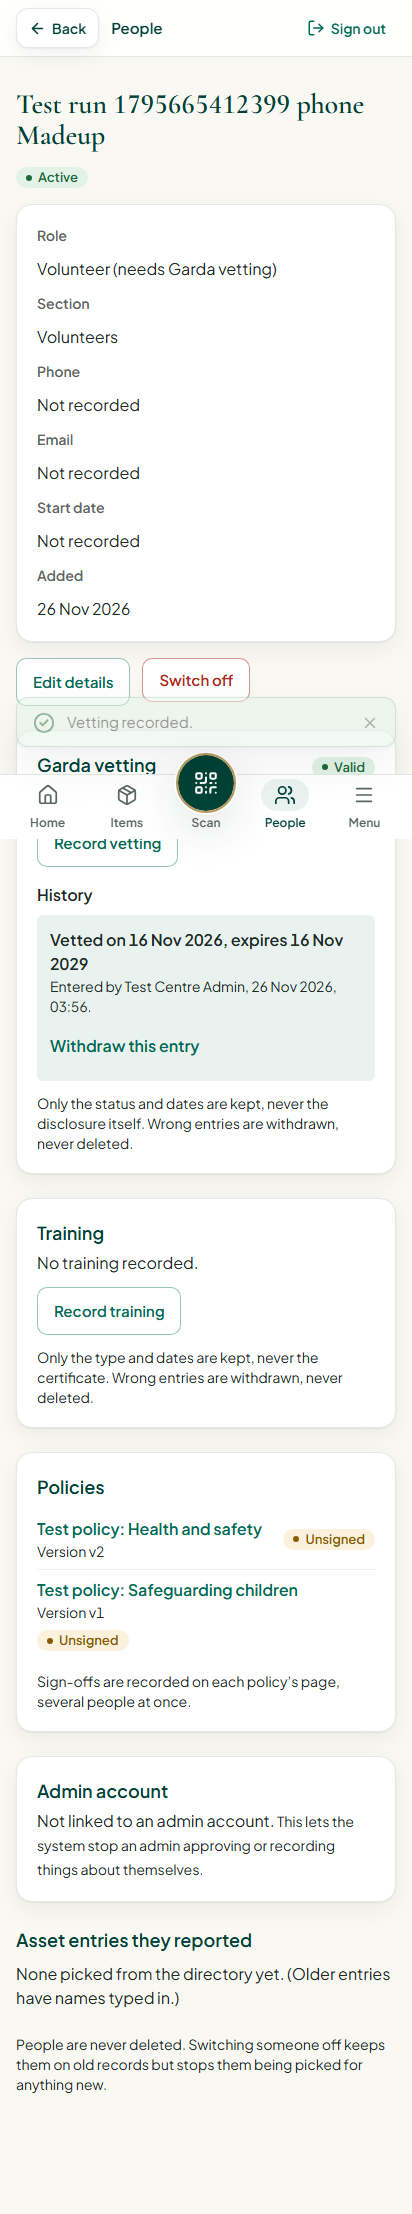 Back
People
Sign out
Test run 1795665412399 phone
Madeup
Active
Role
Volunteer (needs Garda vetting)
Section
Volunteers
Phone
Not recorded
Email
Not recorded
Start date
Not recorded
Added
26 Nov 2026
Edit details
Switch off
Vetting recorded.
Garda vetting
Valid
Home
Items
Scan
People
Menu
Record vetting
History
Vetted on 16 Nov 2026, expires 16 Nov
2029
Entered by Test Centre Admin, 26 Nov 2026,
03:56.
Withdraw this entry
Only the status and dates are kept, never the
disclosure itself. Wrong entries are withdrawn,
never deleted.
Training
No training recorded.
Record training
Only the type and dates are kept, never the
certificate. Wrong entries are withdrawn, never
deleted.
Policies
Test policy: Health and safety
Version v2
Unsigned
Test policy: Safeguarding children
Version v1
Unsigned
Sign-offs are recorded on each policy's page,
several people at once.
Admin account
Not linked to an admin account. This lets the
system stop an admin approving or recording
things about themselves.
Asset entries they reported
None picked from the directory yet. (Older entries
have names typed in.)
People are never deleted. Switching someone off keeps
them on old records but stops them being picked for
anything new.